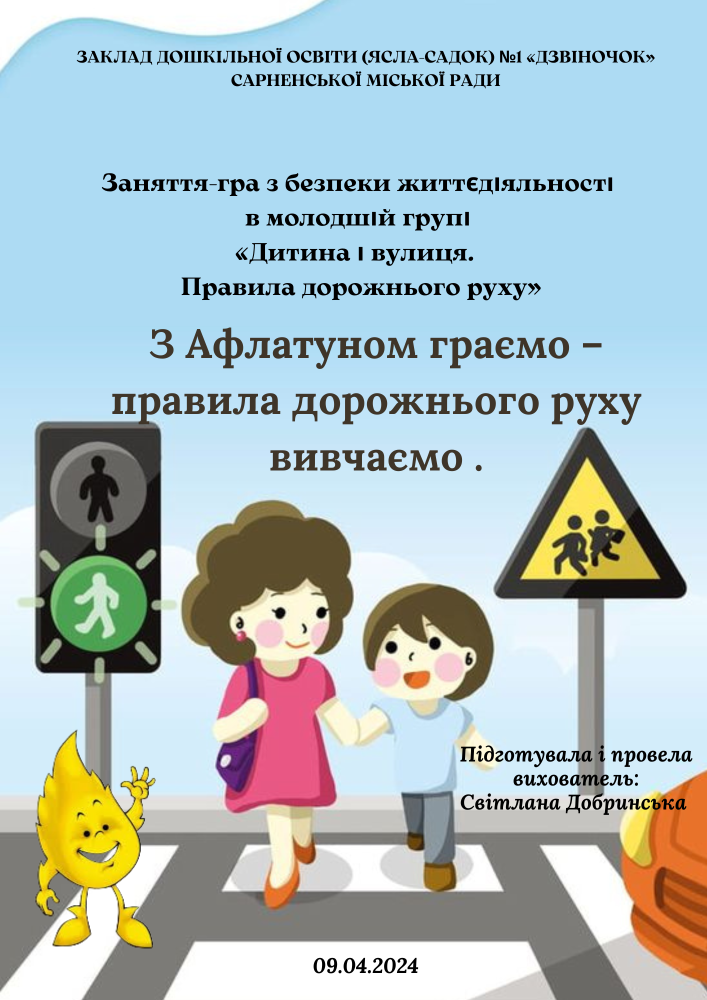 ЗАКЛАД ДОШКІЛЬНОЇ ОСВІТИ (ЯСЛА-САДОК) №1 «ДЗВІНОЧОК»
САРНЕНСЬКОЇ МІСЬКОЇ РАДИ
Заняття-гра з безпеки життєдіяльності
в молодшій групі
«Дитина і вулиця.
Правила дорожнього руху»
З Афлатуном граємо –
правила дорожнього руху
вивчаємо .
Підготувала і провела
вихователь:
Світлана Добринська
09.04.2024